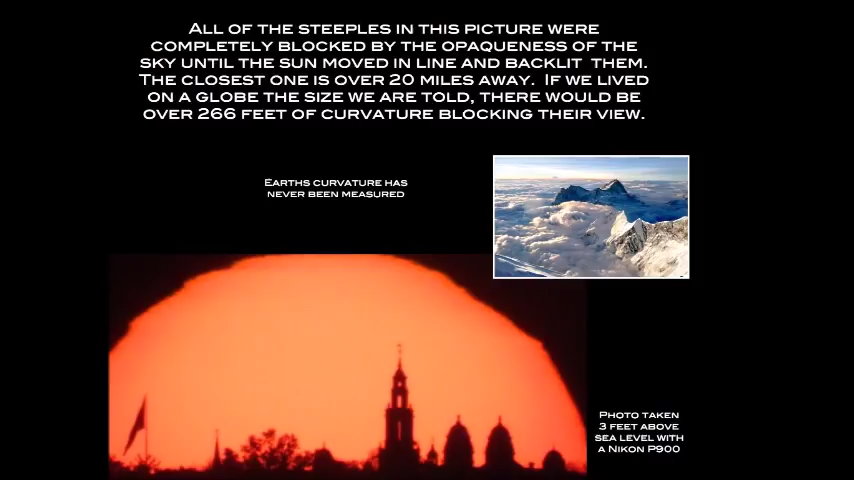 All of the steeples in this picture were
completely blocked by the opaqueness of the
sky until the sun moved in line and backlit them.
The closest one is over 20 miles away. If we lived
on a globe the size we are told, there would be
over 266 feet of curvature blocking their view.
Earths curvature has
never been measured
Photo taken
3 feet above
sea level with
a Nikon P900